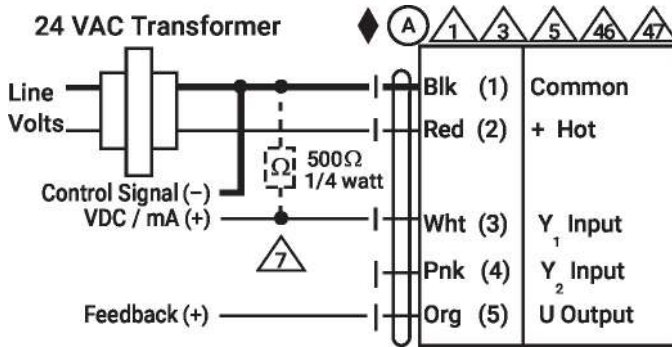 24 VAC Transformer
A 1 3 5 46 47
Line
Volts
Blk (1) Common
Red (2) + Hot
Ω 500Ω
1/4 watt
Control Signal (−)
VDC / mA (+)
7
Wht (3) Y1 Input
Pnk (4) Y2 Input
Feedback (+)
Org (5) U Output